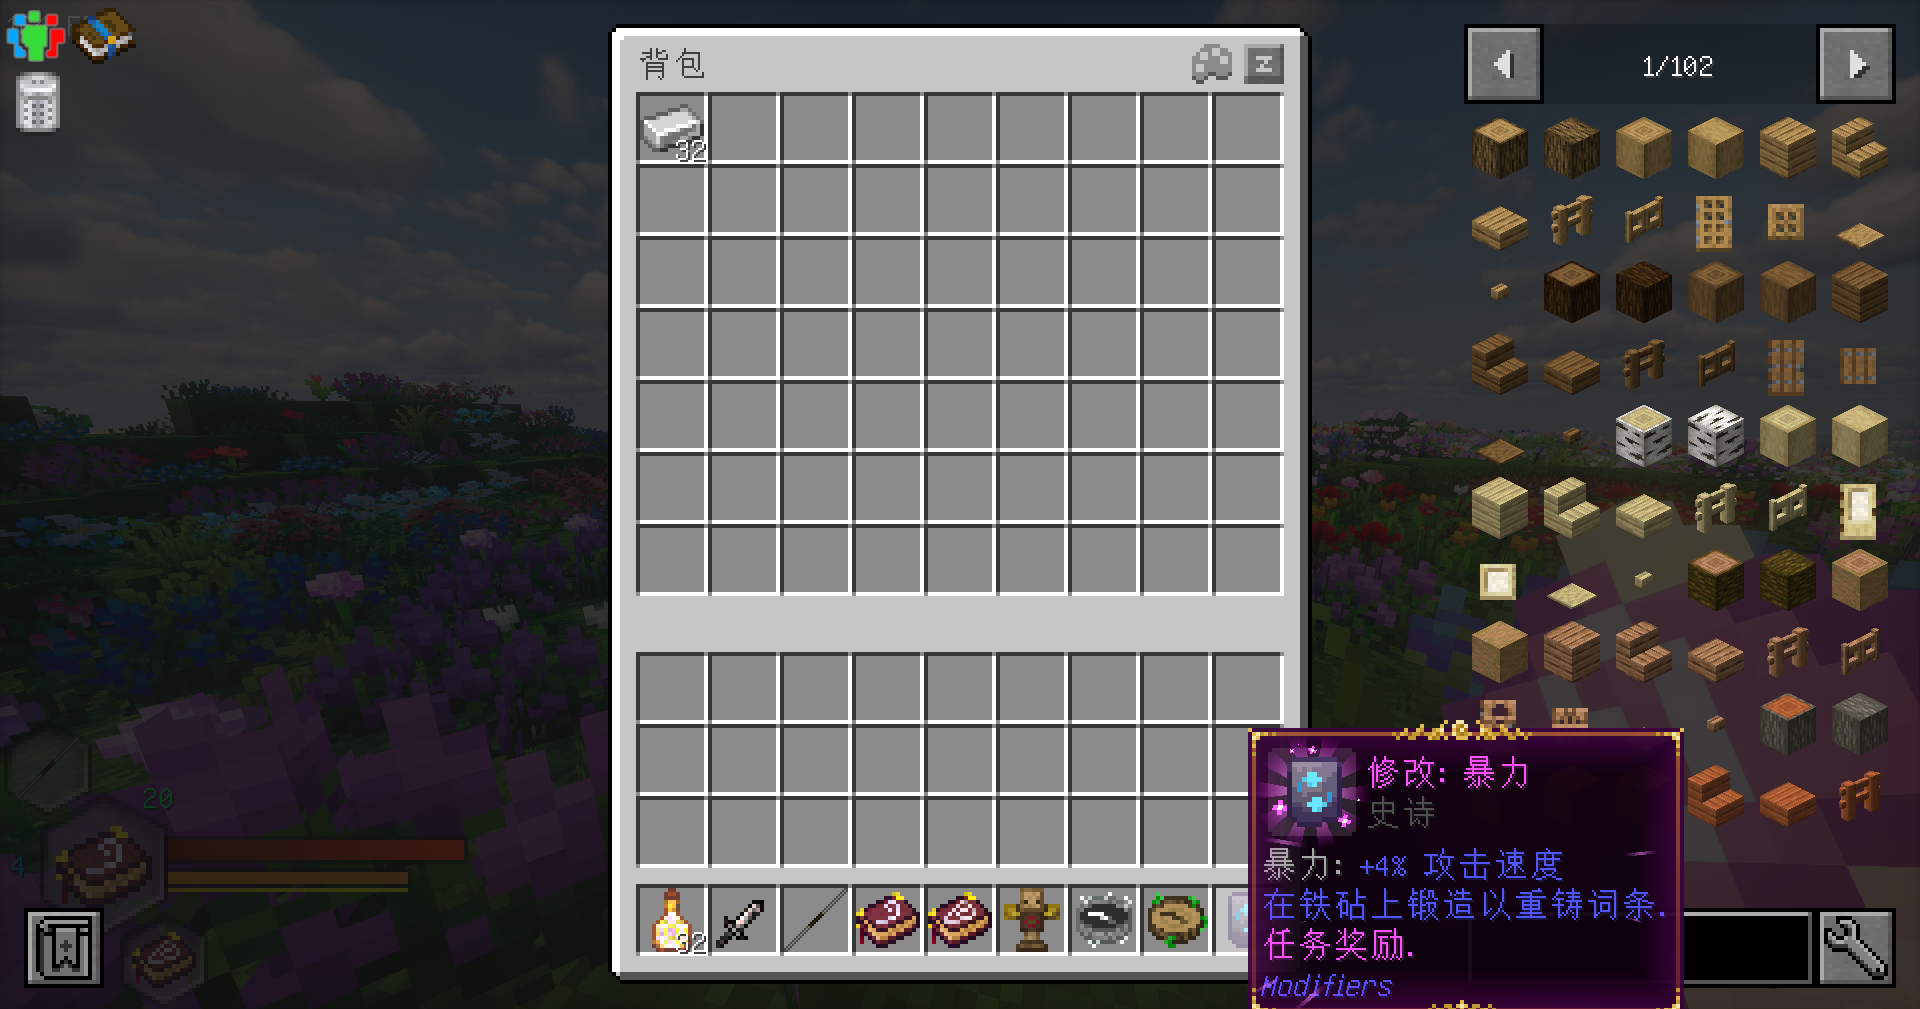 背包
32
1/102
20
4
32
修改: 暴力
史诗
暴力: +4% 攻击速度
在铁砧上锻造以重铸词条.
任务奖励.
Modifiers